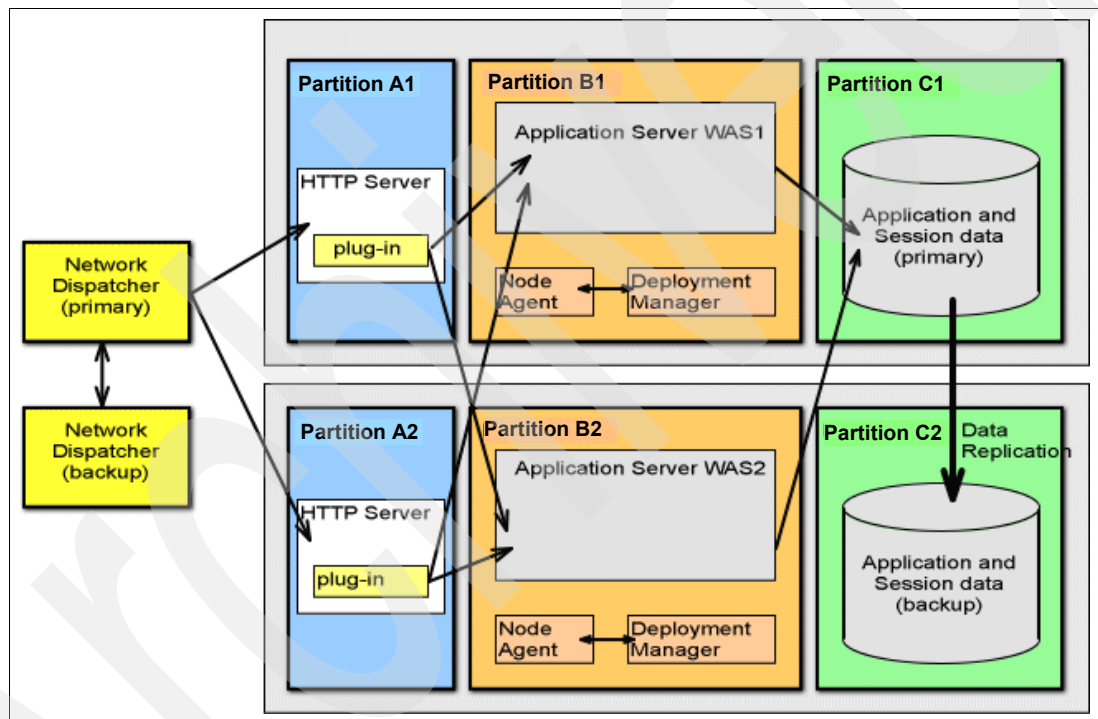 Partition A1
Partition B1
Partition C1
Application Server WAS1
HTTP Server
plug-in
Application and
Session data
(primary)
Node
Agent
Deployment
Manager
Network
Dispatcher
(primary)
Network
Dispatcher
(backup)
Partition A2
Partition B2
Partition C2
Data
Replication
Application Server WAS2
HTTP Server
plug-in
Application and
Session data
(backup)
Node
Agent
Deployment
Manager